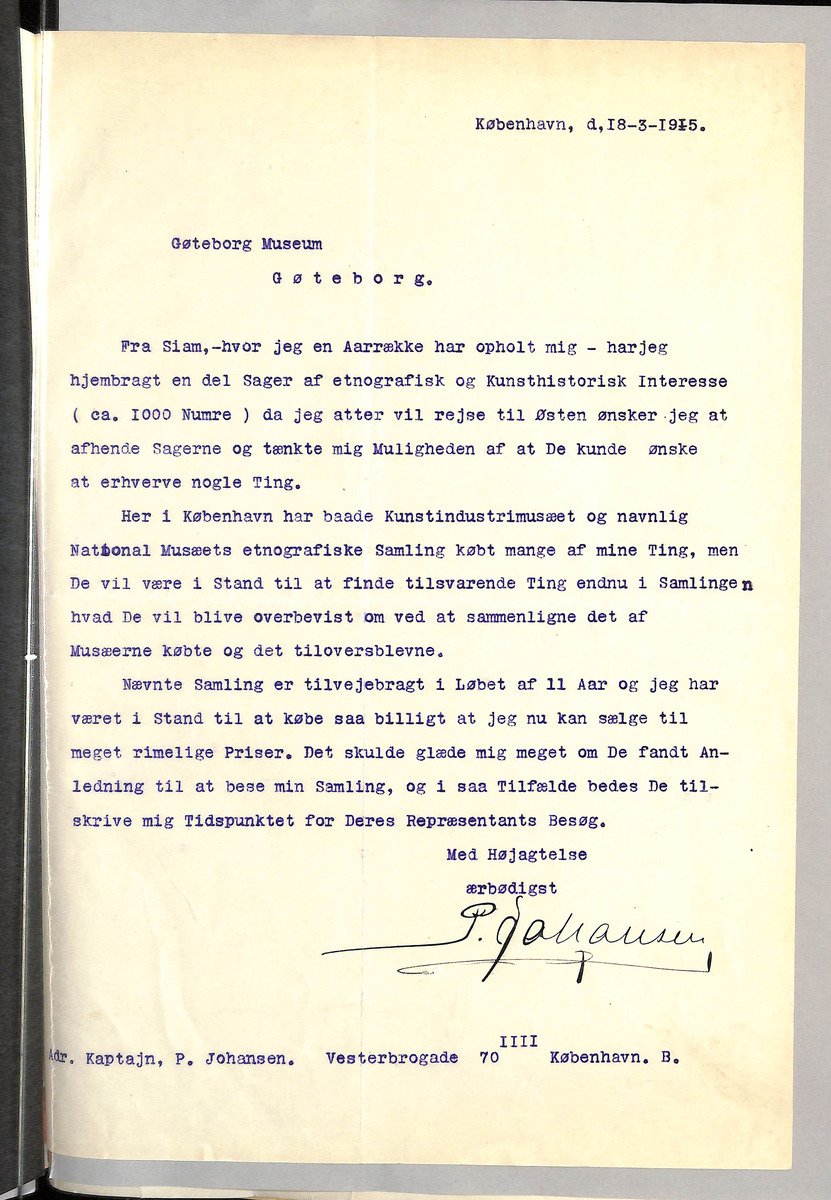 København, d,18-3-1915.
Gøteborg Museum
Gøteborg.
Fra Siam,-hvor jeg en Aarrække har opholt mig - harjeg
hjembragt en del Sager af etnografisk og Kunsthistorisk Interesse
( ca. 1000 Numre ) da jeg atter vil rejse til Østen ønsker jeg at
afhende Sagerne og tænkte mig Muligheden af at De kunde ønske
at erhverve nogle Ting.
Her i København har baade Kunstindustrimusæet og navnlig
National Musæets etnografiske Samling købt mange af mine Ting, men
De vil være i Stand til at finde tilsvarende Ting endnu i Samlingen
hvad De vil blive overbevist om ved at sammenligne det af
Musæerne købte og det tiloversblevne.
Nævnte Samling er tilvejebragt i Løbet af 11 Aar og jeg har
været i Stand til at købe saa billigt at jeg nu kan sælge til
meget rimelige Priser. Det skulde glæde mig meget om De fandt An-
ledning til at bese min Samling, og i saa Tilfælde bedes De til-
skrive mig Tidspunktet for Deres Repræsentants Besøg.
Med Højagtelse
ærbødigst
P. Johansen
Adr. Kaptajn, P. Johansen. Vesterbrogade 70 IIII København. B.